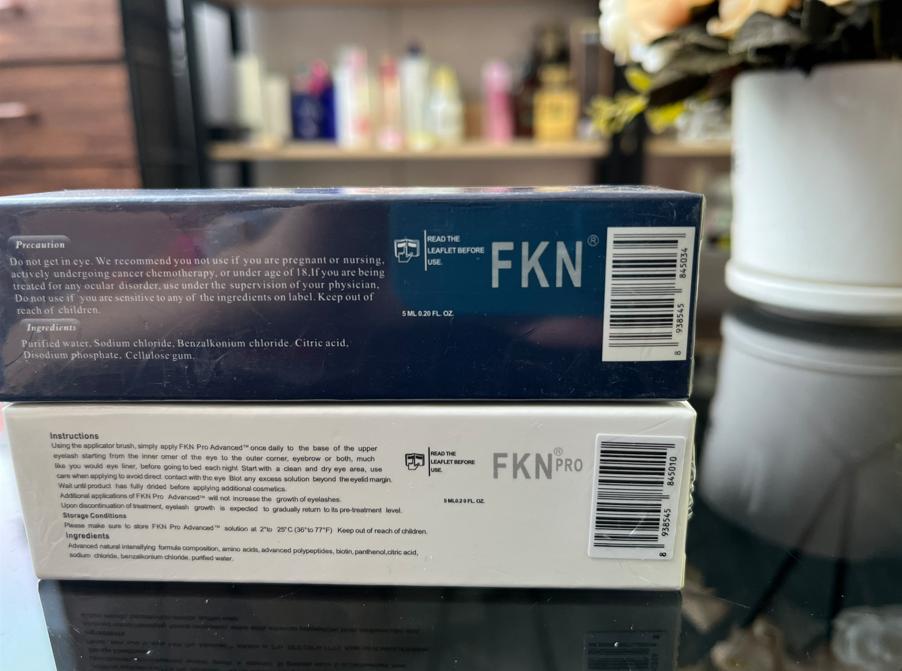 Precaution
Do not get in eye. We recommend you not use if you are pregnant or nursing,
actively undergoing cancer chemotherapy, or under age of 18.If you are being
treated for any ocular disorder, use under the supervision of your physician.
Do not use if you are sensitive to any of the ingredients on label. Keep out of
reach of children.
Ingredients
Purified water, Sodium chloride, Benzalkonium chloride. Citric acid,
Disodium phosphate, Cellulose gum.
READ THE
LEAFLET BEFORE
USE.
5 ML 0.20 FL. OZ.
FKN®
8 938545 845034
Instructions
Using the applicator brush, simply apply FKN Pro Advanced™ once daily to the base of the upper
eyelash starting from the inner orner of the eye to the outer corner, eyebrow or both, much
like you would eye liner, before going to bed each night. Start with a clean and dry eye area, use
care when applying to avoid direct contact with the eye Blot any excess solution beyond the eyelid margin.
Wait until product has fully drided before applying additional cosmetics.
Additional applications of FKN Pro Advanced™ will not increase the growth of eyelashes.
Upon discontinuation of treatment, eyelash growth is expected to gradually return to its pre-treatment level.
Storage Conditions
Please make sure to store FKN Pro Advanced™ solution at 2°to 25°C (36°to 77°F) Keep out of reach of children.
Ingredients
Advanced natural intensifying formula composition, amino acids, advanced polypeptides, biotin, panthenol,citric acid,
sodium chloride, benzalkonium chloride, purified water.
READ THE
LEAFLET BEFORE
USE.
5 ML0.2 0 FL. OZ.
FKN® PRO
8 938545 845010